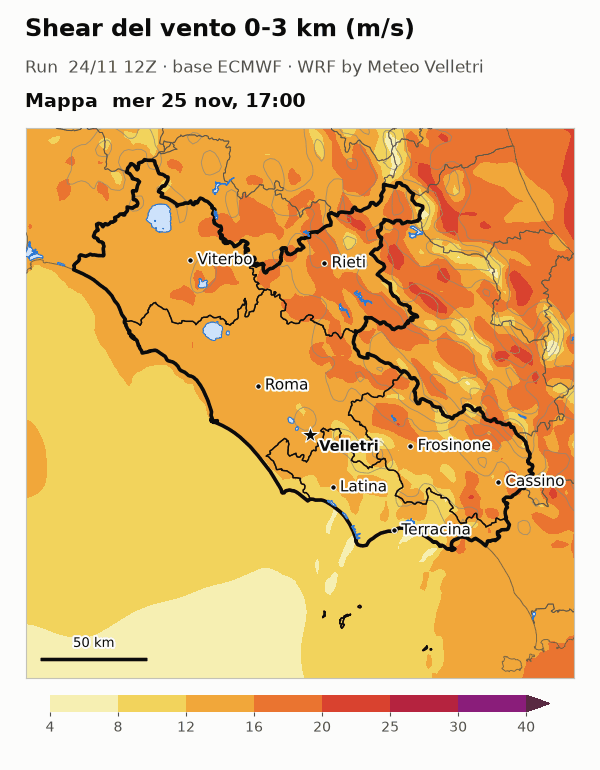 Shear del vento 0-3 km (m/s)
Run  24/11 12Z · base ECMWF · WRF by Meteo Velletri
Mappa  mer 25 nov, 17:00
Viterbo
Rieti
Roma
Velletri
Frosinone
Cassino
Latina
Terracina
50 km
4 8 12 16 20 25 30 40